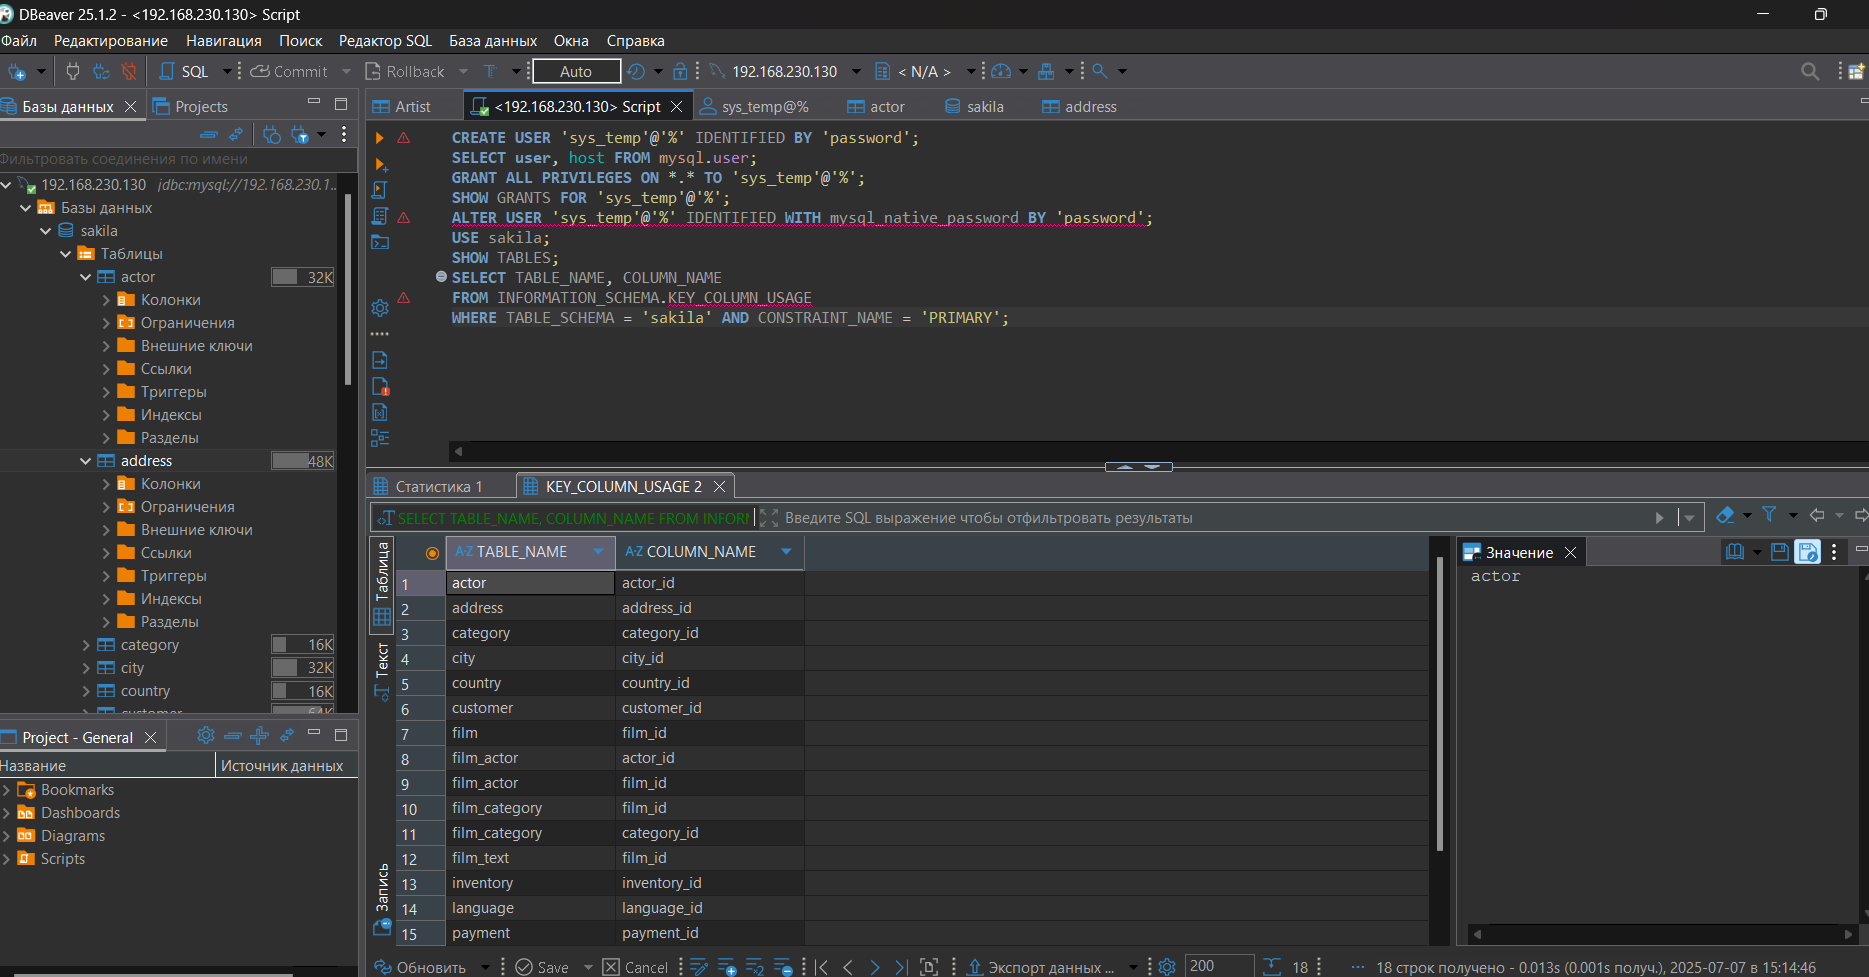 DBeaver 25.1.2 - <192.168.230.130> Script
Файл Редактирование Навигация Поиск Редактор SQL База данных Окна Справка
SQL Commit Rollback T Auto 192.168.230.130 < N/A >
Базы данных Projects
Фильтровать соединения по имени
192.168.230.130 jdbc:mysql://192.168.230.1...
Базы данных
sakila
Таблицы
actor 32K
Колонки
Ограничения
Внешние ключи
Ссылки
Триггеры
Индексы
Разделы
address 48K
Колонки
Ограничения
Внешние ключи
Ссылки
Триггеры
Индексы
Разделы
category 16K
city 32K
country 16K
customer 64K
Project - General
Название Источник данных
Bookmarks
Dashboards
Diagrams
Scripts
Artist <192.168.230.130> Script sys_temp@% actor sakila address
CREATE USER 'sys_temp'@'%' IDENTIFIED BY 'password';
SELECT user, host FROM mysql.user;
GRANT ALL PRIVILEGES ON *.* TO 'sys_temp'@'%';
SHOW GRANTS FOR 'sys_temp'@'%';
ALTER USER 'sys_temp'@'%' IDENTIFIED WITH mysql_native_password BY 'password';
USE sakila;
SHOW TABLES;
SELECT TABLE_NAME, COLUMN_NAME
FROM INFORMATION_SCHEMA.KEY_COLUMN_USAGE
WHERE TABLE_SCHEMA = 'sakila' AND CONSTRAINT_NAME = 'PRIMARY';
Статистика 1 KEY_COLUMN_USAGE 2
SELECT TABLE_NAME, COLUMN_NAME FROM INFOR Введите SQL выражение чтобы отфильтровать результаты
Таблица
Текст
Запись
A-Z TABLE_NAME A-Z COLUMN_NAME
1 actor actor_id
2 address address_id
3 category category_id
4 city city_id
5 country country_id
6 customer customer_id
7 film film_id
8 film_actor actor_id
9 film_actor film_id
10 film_category film_id
11 film_category category_id
12 film_text film_id
13 inventory inventory_id
14 language language_id
15 payment payment_id
Значение
actor
Обновить Save Cancel Экспорт данных ... 200 18 18 строк получено - 0.013s (0.001s получ.), 2025-07-07 в 15:14:46